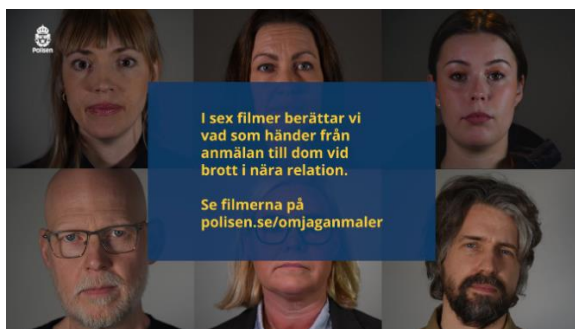 Polisen
I sex filmer berättar vi
vad som händer från
anmälan till dom vid
brott i nära relation.
Se filmerna på
polisen.se/omjaganmaler